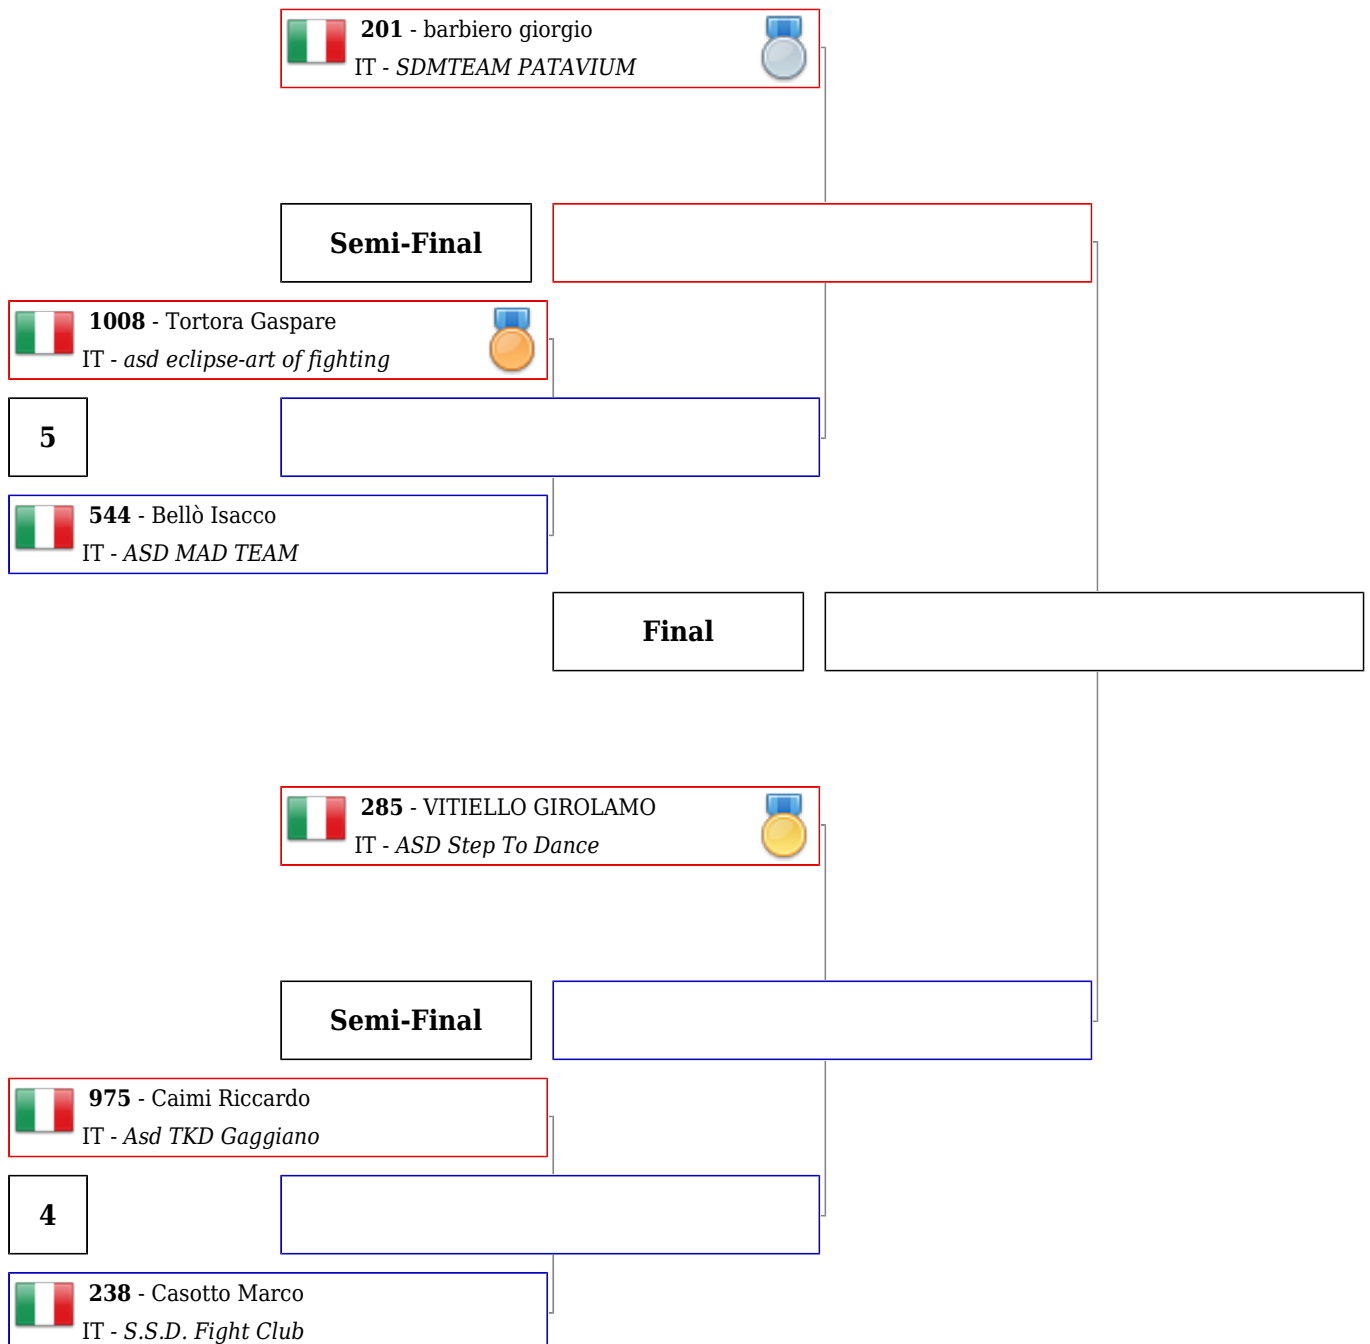 201 - barbiero giorgio
IT - SDMTEAM PATAVIUM
Semi-Final
1008 - Tortora Gaspare
IT - asd eclipse-art of fighting
5
544 - Bellò Isacco
IT - ASD MAD TEAM
Final
285 - VITIELLO GIROLAMO
IT - ASD Step To Dance
Semi-Final
975 - Caimi Riccardo
IT - Asd TKD Gaggiano
4
238 - Casotto Marco
IT - S.S.D. Fight Club